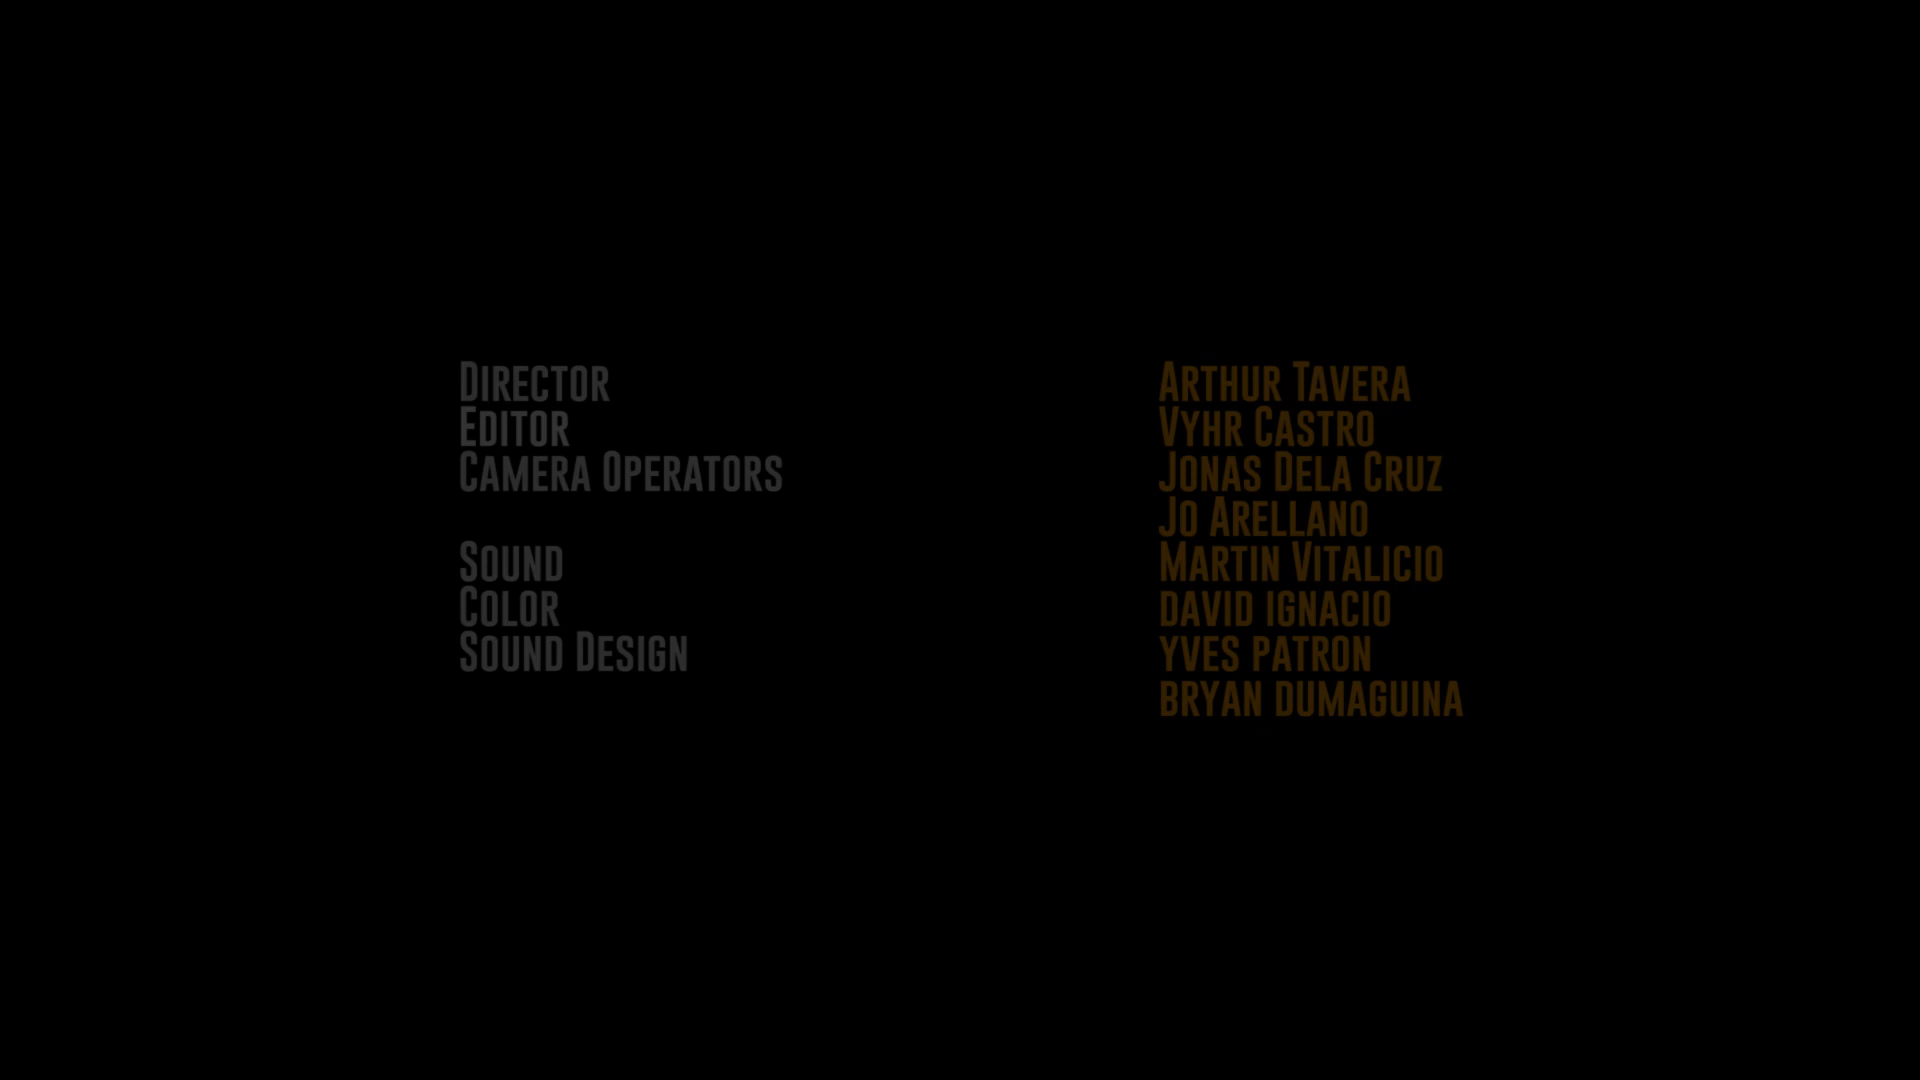 Director Arthur Tavera
Editor Vyhr Castro
Camera Operators Jonas Dela Cruz
Jo Arellano
Sound Martin Vitalicio
Color david ignacio
Sound Design yves patron
bryan dumaguina